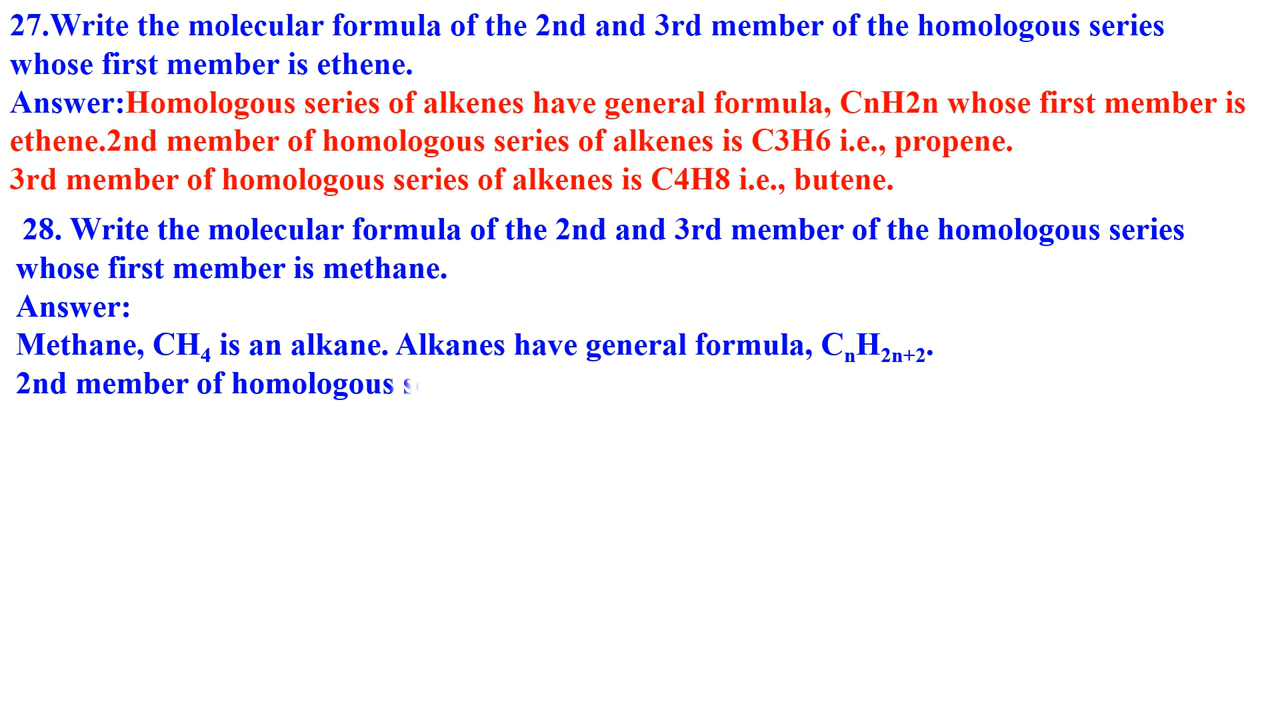 27.Write the molecular formula of the 2nd and 3rd member of the homologous series
whose first member is ethene.
Answer:Homologous series of alkenes have general formula, CnH2n whose first member is
ethene.2nd member of homologous series of alkenes is C3H6 i.e., propene.
3rd member of homologous series of alkenes is C4H8 i.e., butene.
28. Write the molecular formula of the 2nd and 3rd member of the homologous series
whose first member is methane.
Answer:
Methane, CH₄ is an alkane. Alkanes have general formula, CₙH₂ₙ₊₂.
2nd member of homologous s